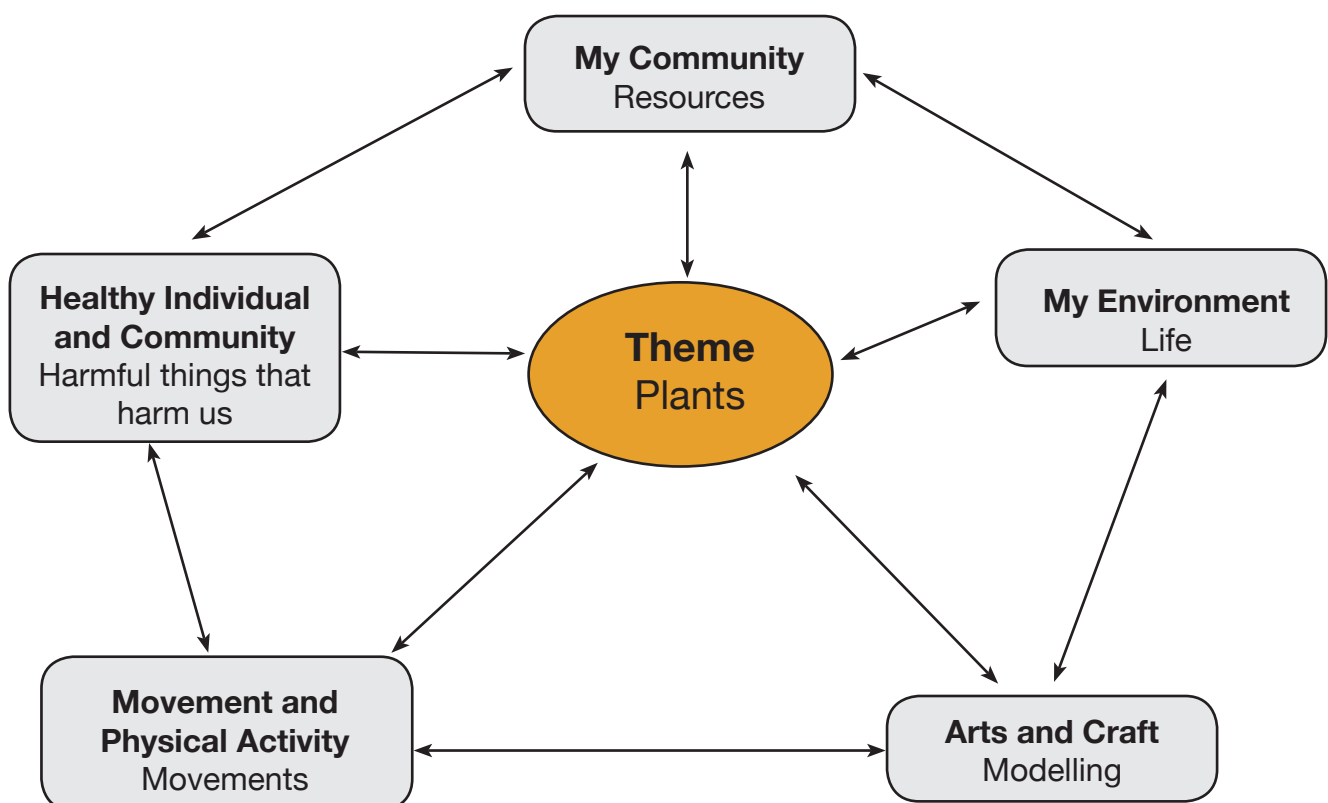 My Community
Resources
Healthy Individual
and Community
Harmful things that
harm us
Theme
Plants
My Environment
Life
Movement and
Physical Activity
Movements
Arts and Craft
Modelling